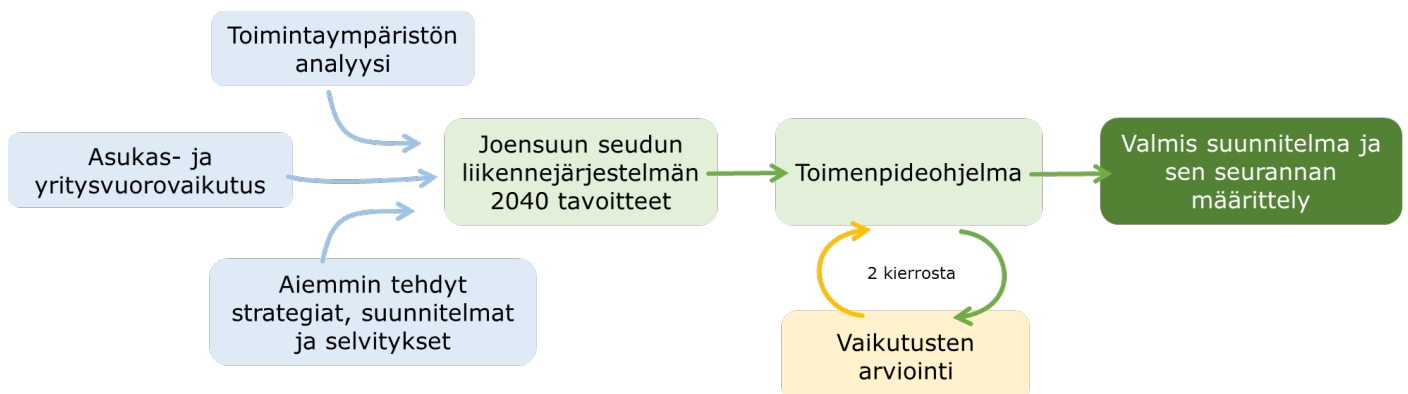 Toimintaympäristön
analyysi
Asukas- ja
yritysvuorovaikutus
Aiemmin tehdyt
strategiat, suunnitelmat
ja selvitykset
Joensuun seudun
liikennejärjestelmän
2040 tavoitteet
Toimenpideohjelma
2 kierrosta
Vaikutusten
arviointi
Valmis suunnitelma ja
sen seurannan
määrittely